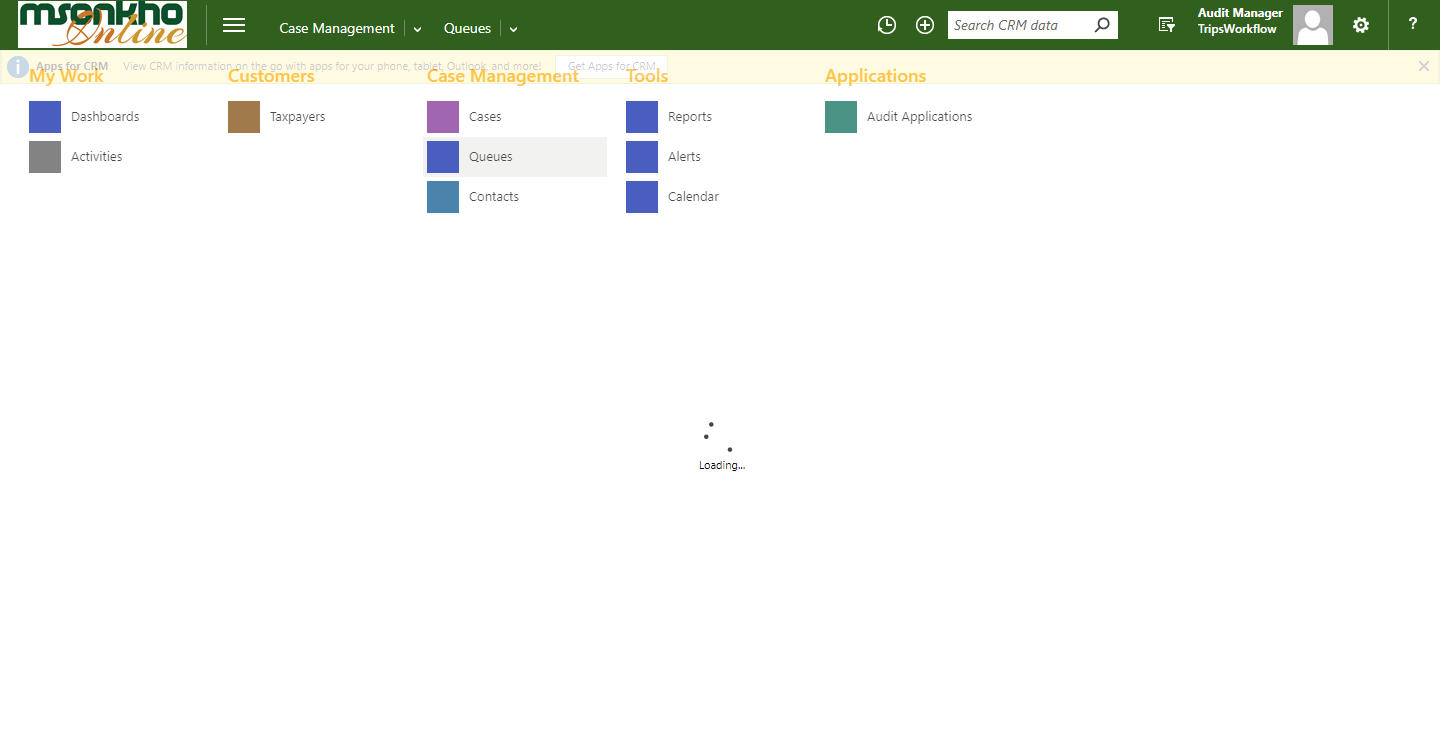 msonkho
Online
Case Management
Queues
Search CRM data
Audit Manager
TripsWorkflow
?
Apps for CRM View CRM information on the go with apps for your phone, tablet, Outlook, and more! Get Apps for CRM
My Work
Customers
Case Management
Tools
Applications
Dashboards
Taxpayers
Cases
Reports
Audit Applications
Activities
Queues
Alerts
Contacts
Calendar
Loading...